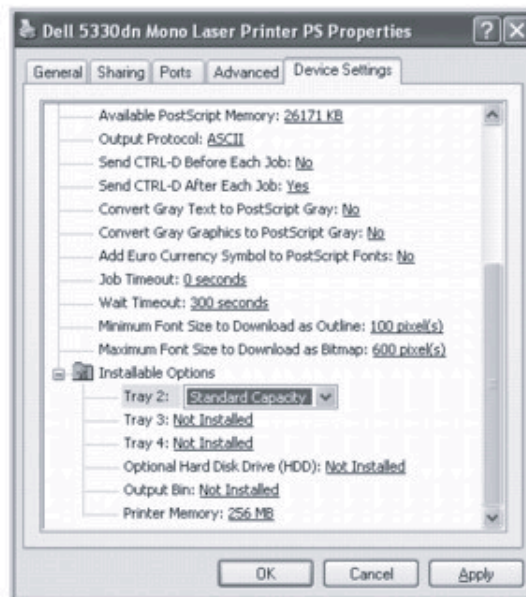 Dell 5330dn Mono Laser Printer PS Properties
General Sharing Ports Advanced Device Settings
Available PostScript Memory: 26171 KB
Output Protocol: ASCII
Send CTRL-D Before Each Job: No
Send CTRL-D After Each Job: Yes
Convert Gray Text to PostScript Gray: No
Convert Gray Graphics to PostScript Gray: No
Add Euro Currency Symbol to PostScript Fonts: No
Job Timeout: 0 seconds
Wait Timeout: 300 seconds
Minimum Font Size to Download as Outline: 100 pixel(s)
Maximum Font Size to Download as Bitmap: 600 pixel(s)
Installable Options
Tray 2: Standard Capacity
Tray 3: Not Installed
Tray 4: Not Installed
Optional Hard Disk Drive (HDD): Not Installed
Output Bin: Not Installed
Printer Memory: 256 MB
OK Cancel Apply